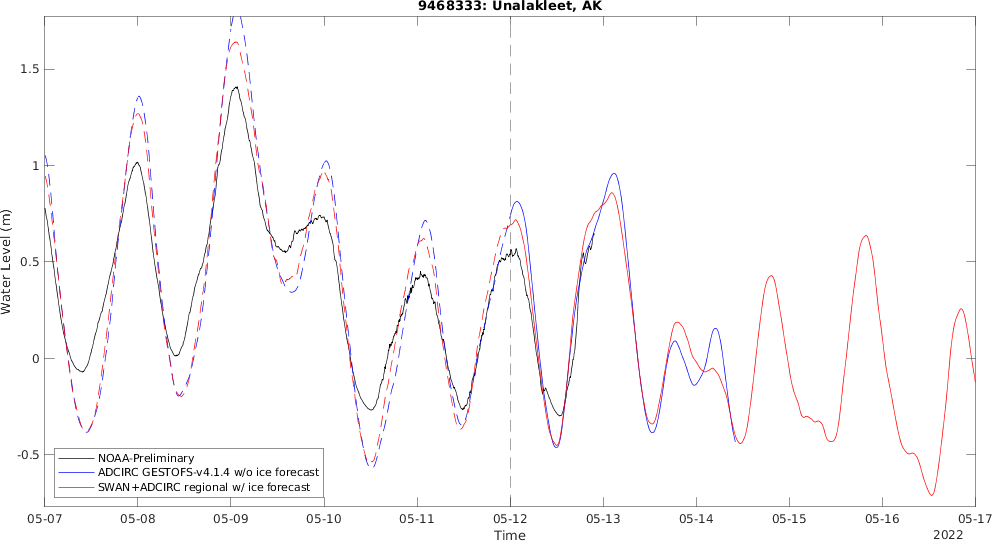 9468333: Unalakleet, AK
Water Level (m)
1.5
1
0.5
0
-0.5
NOAA-Preliminary
ADCIRC GESTOFS-v4.1.4 w/o ice forecast
SWAN+ADCIRC regional w/ ice forecast
05-07 05-08 05-09 05-10 05-11 05-12 05-13 05-14 05-15 05-16 05-17
Time
2022